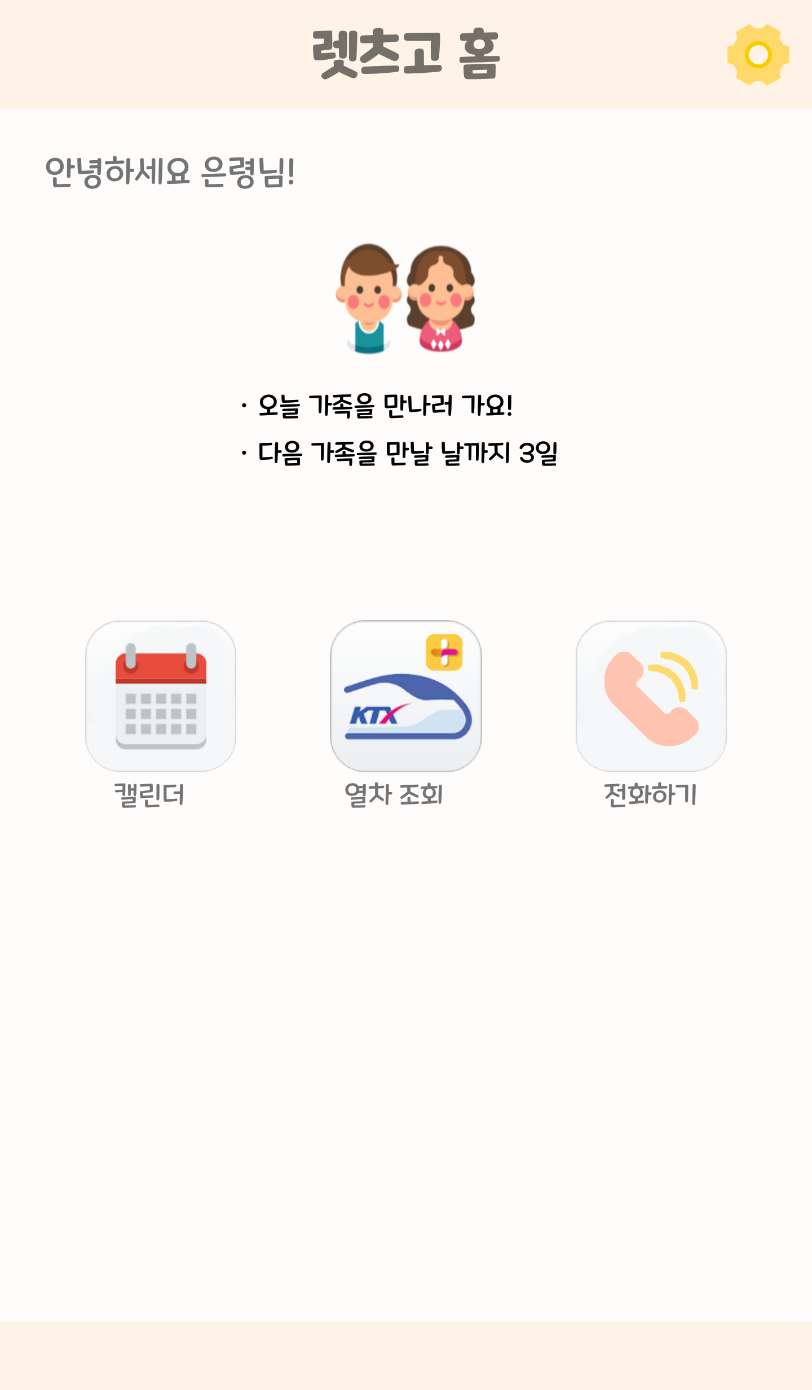 렛츠고 홈
안녕하세요 은령님!
· 오늘 가족을 만나러 가요!
· 다음 가족을 만날 날까지 3일
KTX
캘린더
열차 조회
전화하기